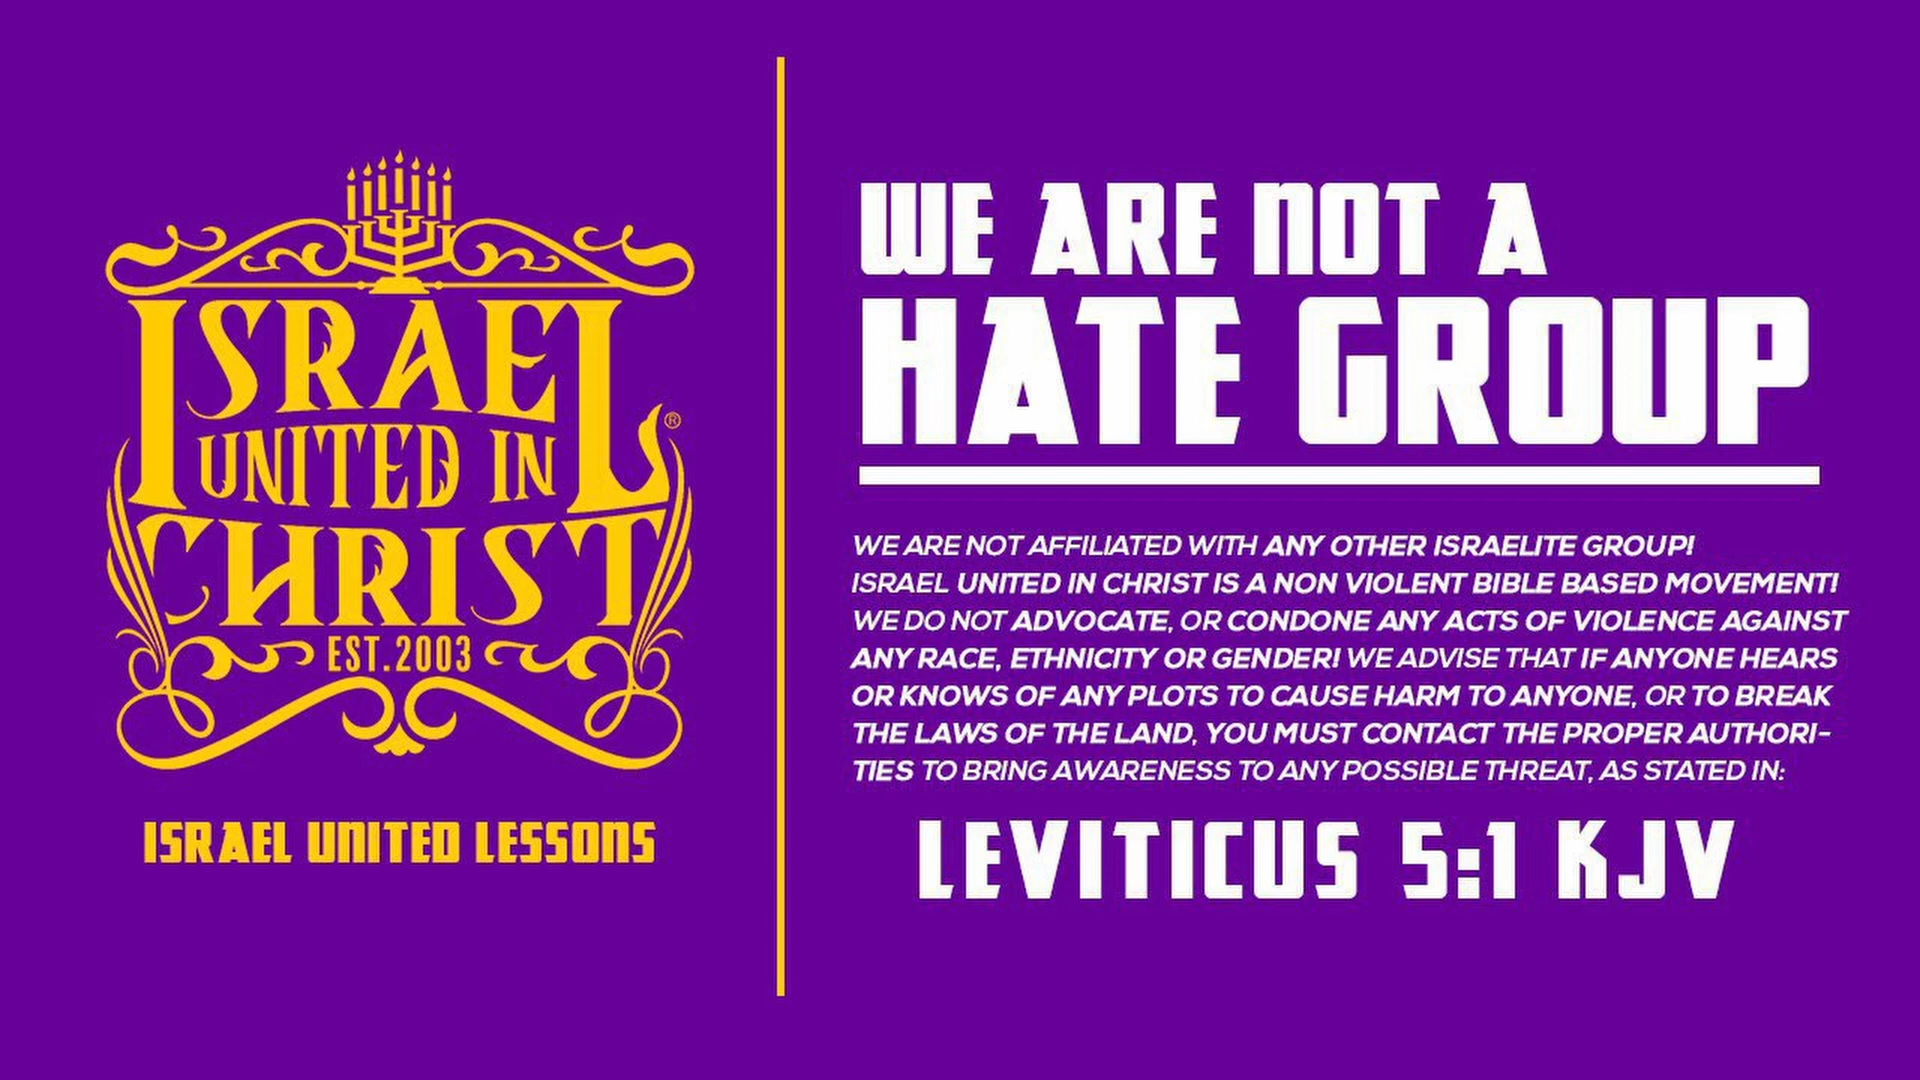 ISRAEL
UNITED IN
CHRIST
®
EST.2003
ISRAEL UNITED LESSONS
WE ARE NOT A
HATE GROUP
WE ARE NOT AFFILIATED WITH ANY OTHER ISRAELITE GROUP!
ISRAEL UNITED IN CHRIST IS A NON VIOLENT BIBLE BASED MOVEMENT!
WE DO NOT ADVOCATE, OR CONDONE ANY ACTS OF VIOLENCE AGAINST
ANY RACE, ETHNICITY OR GENDER! WE ADVISE THAT IF ANYONE HEARS
OR KNOWS OF ANY PLOTS TO CAUSE HARM TO ANYONE, OR TO BREAK
THE LAWS OF THE LAND, YOU MUST CONTACT THE PROPER AUTHORI-
TIES TO BRING AWARENESS TO ANY POSSIBLE THREAT, AS STATED IN:
LEVITICUS 5:1 KJV